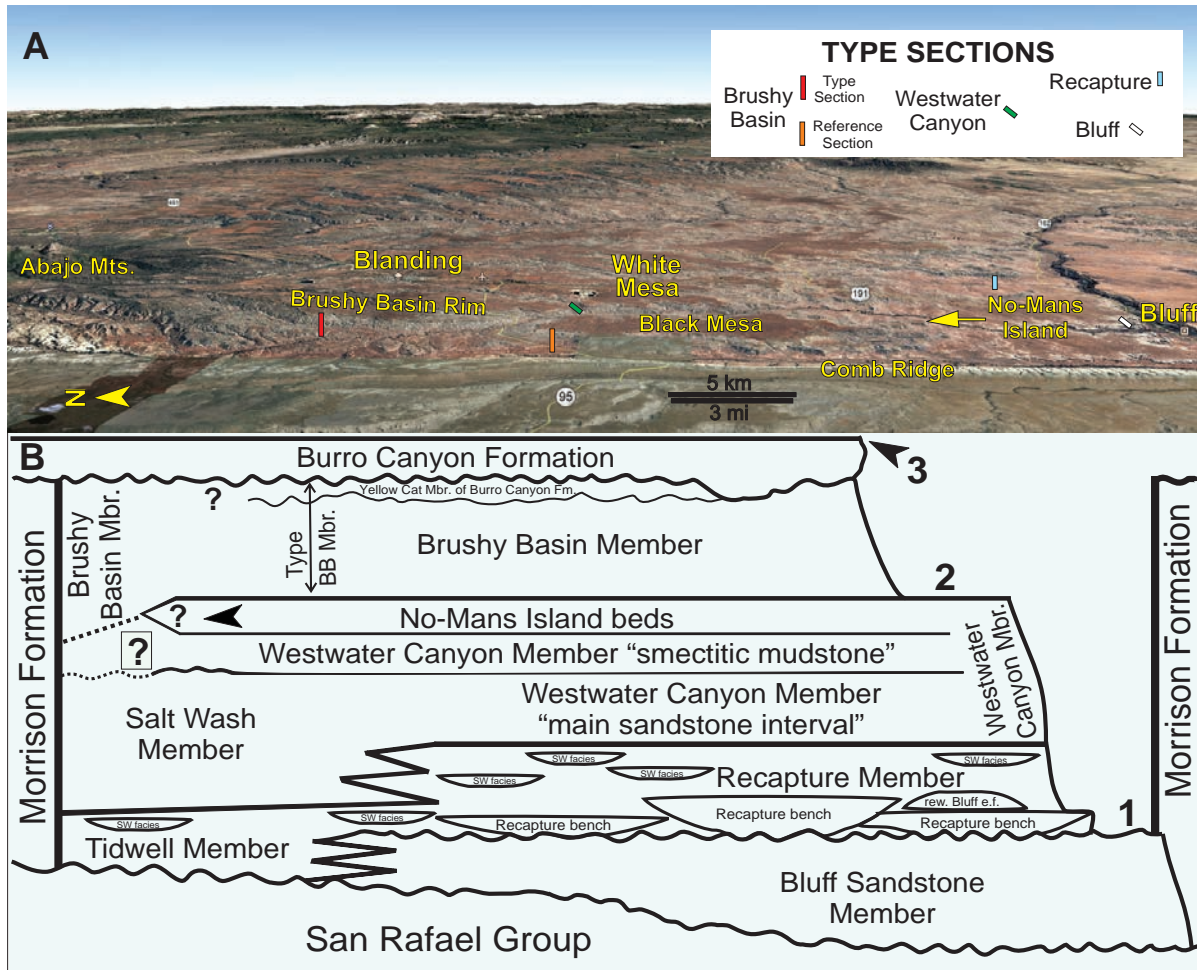 A
TYPE SECTIONS
Brushy
Basin
Type
Section
Reference
Section
Westwater
Canyon
Recapture
Bluff
491
162
Abajo Mts.
Blanding
White
Mesa
Brushy Basin Rim
Black Mesa
191
No-Mans
Island
Bluff
Comb Ridge
N
95
5 km
3 mi
B
Burro Canyon Formation
3
?
Yellow Cat Mbr. of Burro Canyon Fm.
Morrison Formation
Brushy
Basin Mbr.
Type
BB Mbr.
Brushy Basin Member
2
?
No-Mans Island beds
?
Westwater Canyon Member “smectitic mudstone”
Westwater
Canyon Mbr.
Westwater Canyon Member
“main sandstone interval”
Salt Wash
Member
SW facies
SW facies
SW facies
SW facies
Recapture Member
rew. Bluff e.f.
SW facies
SW facies
Recapture bench
Recapture bench
Recapture bench
1
Morrison Formation
Tidwell Member
Bluff Sandstone
Member
San Rafael Group